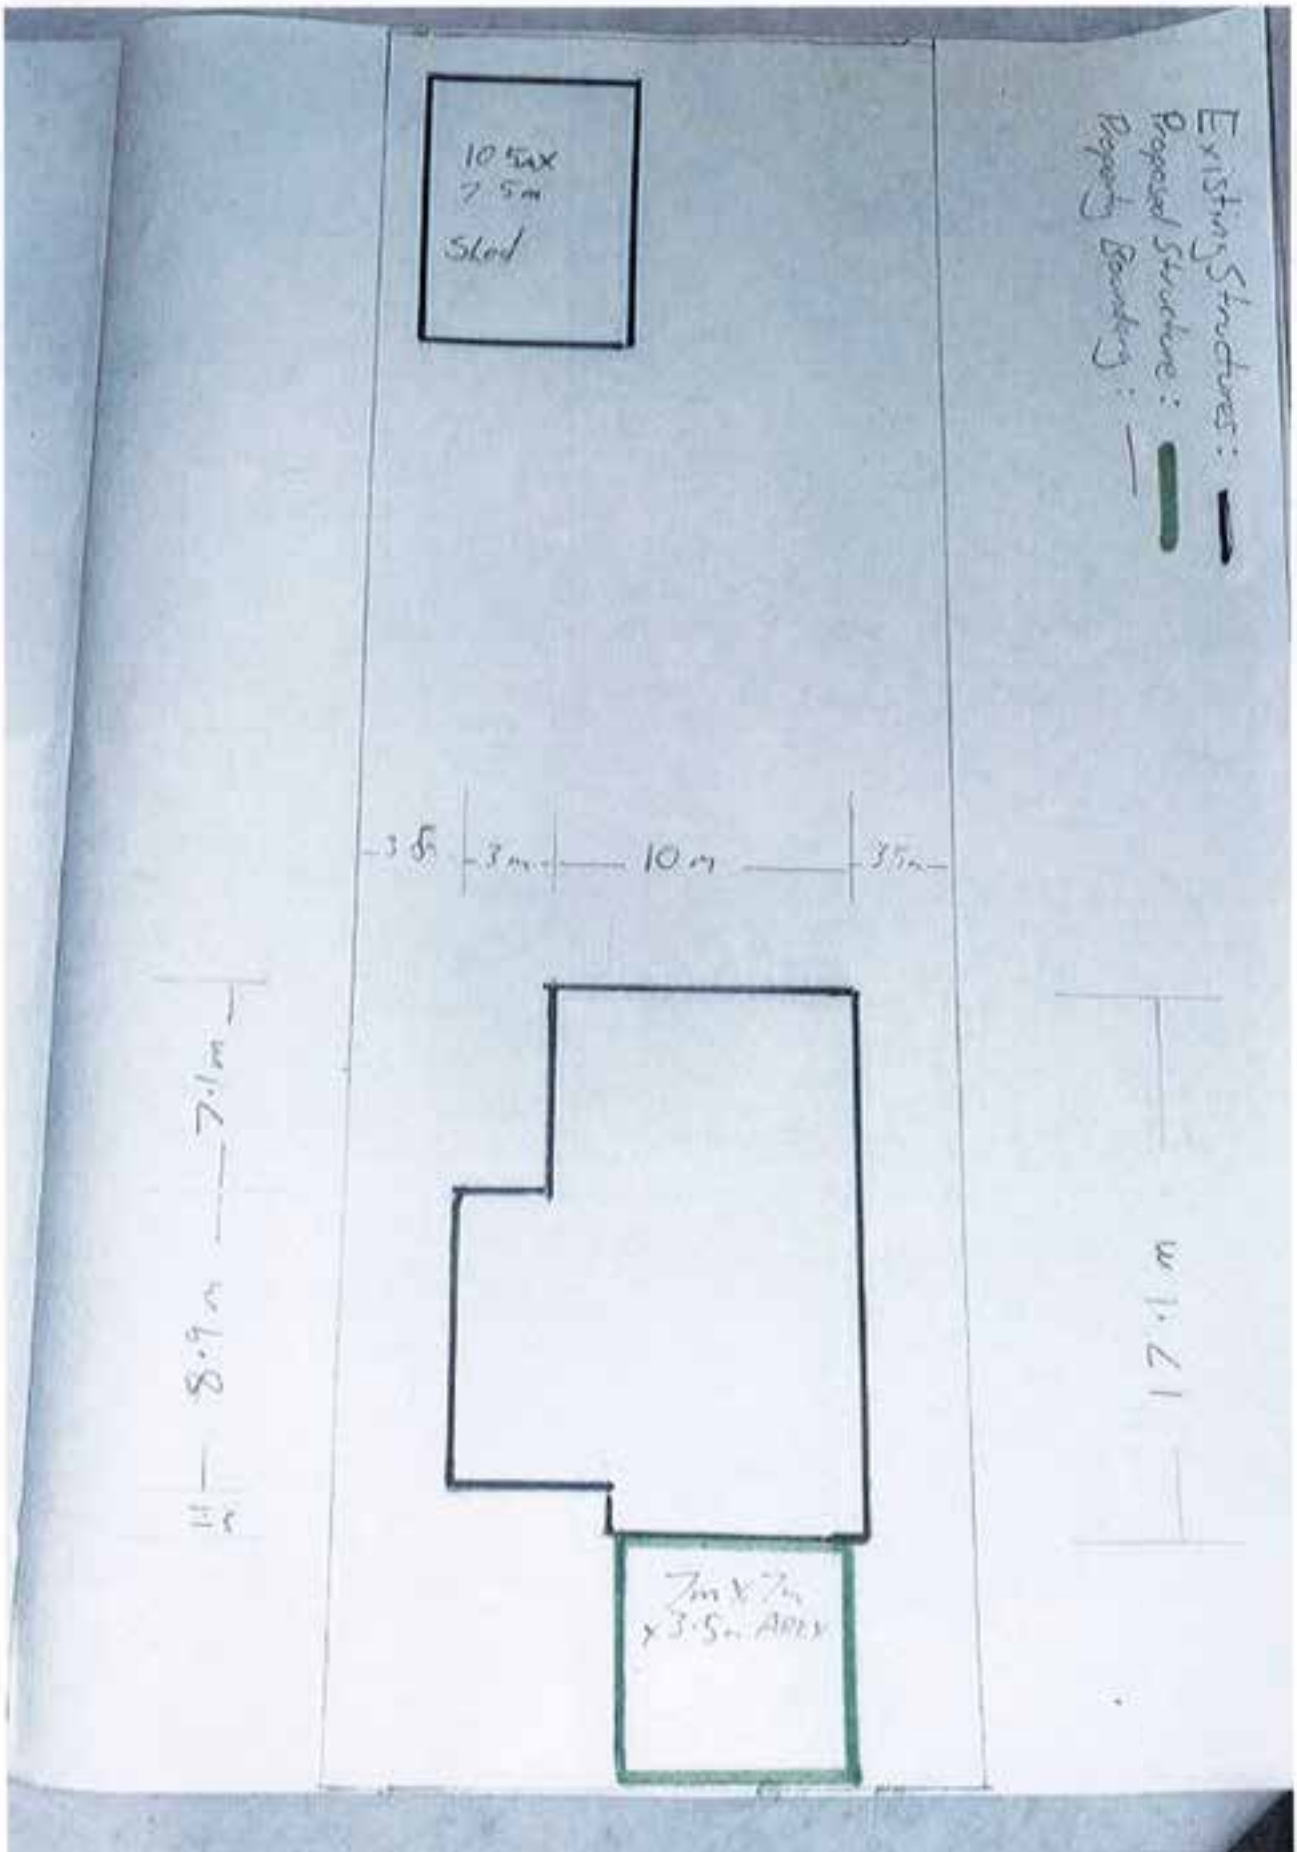 Existing Structures:
Proposed Structure:
Property Boundry:
10.5m x
7.5m
Shed
3.5m
3m
10m
3.5m
7.1m
8.9m
17.1m
7m x 7m
x 3.5m APEX